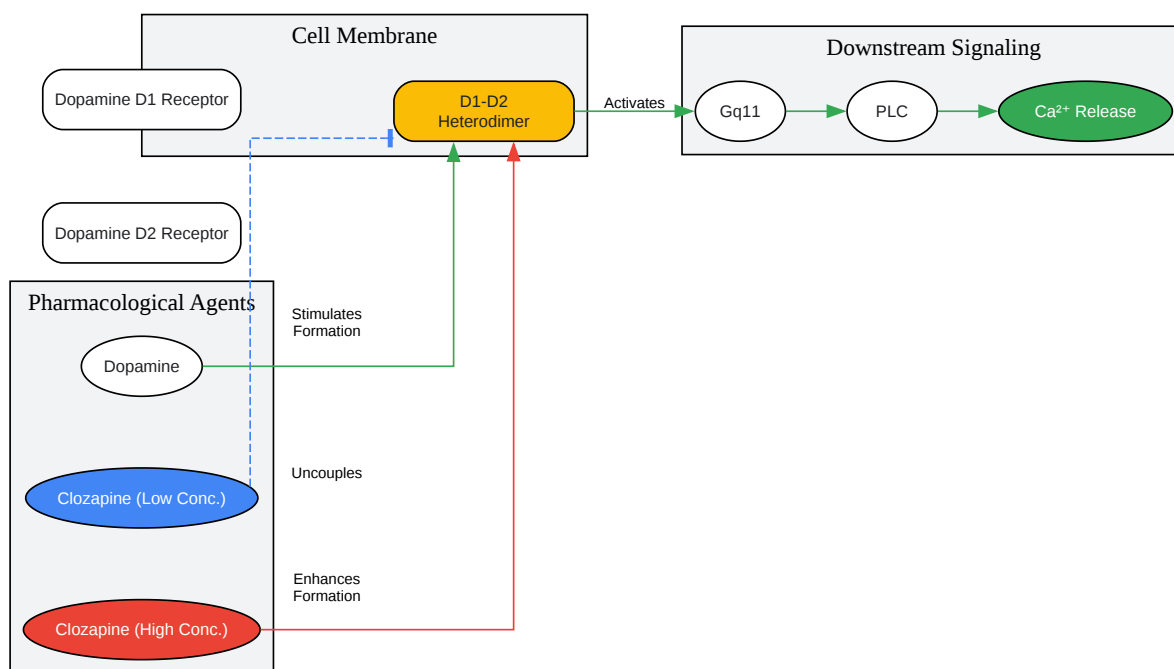 Cell Membrane
Downstream Signaling
Dopamine D1 Receptor
D1-D2
Heterodimer
Activates
Gq11
PLC
Ca²⁺ Release
Dopamine D2 Receptor
Pharmacological Agents
Stimulates
Formation
Dopamine
Uncouples
Clozapine (Low Conc.)
Enhances
Formation
Clozapine (High Conc.)